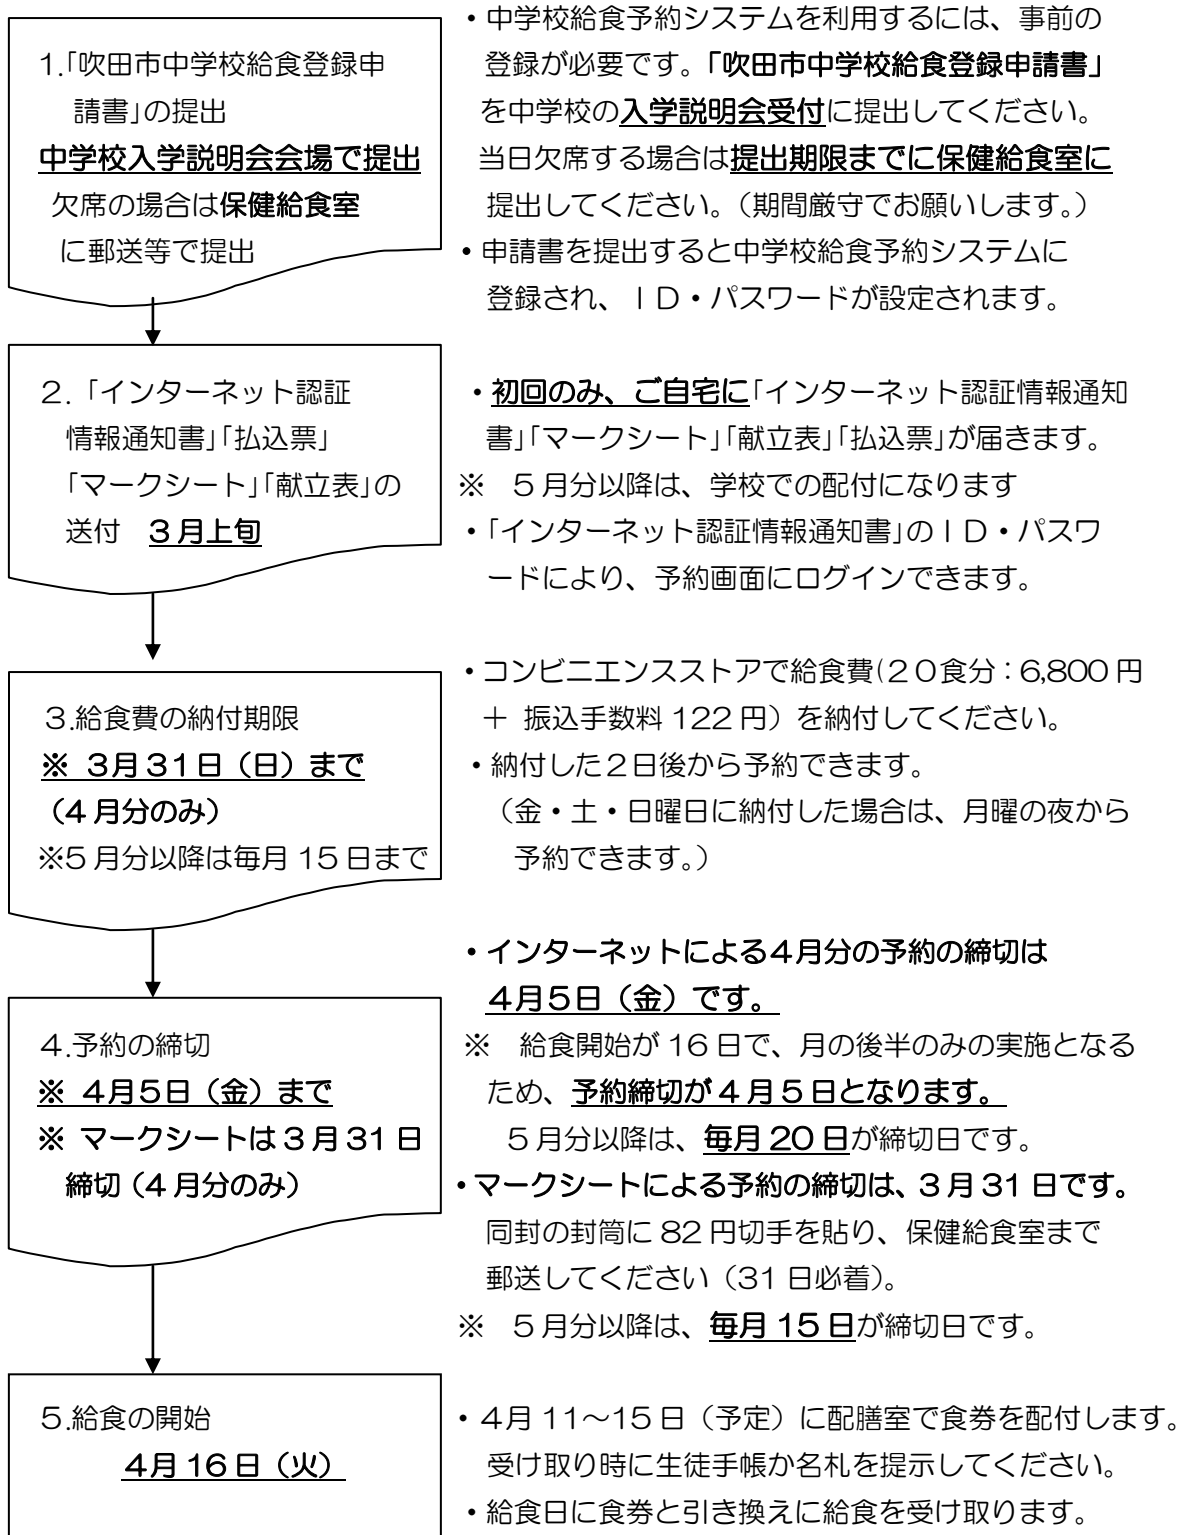 1.「吹田市中学校給食登録申
請書」の提出
中学校入学説明会会場で提出
欠席の場合は保健給食室
に郵送等で提出
・中学校給食予約システムを利用するには、事前の
登録が必要です。「吹田市中学校給食登録申請書」
を中学校の入学説明会受付に提出してください。
当日欠席する場合は提出期限までに保健給食室に
提出してください。（期間厳守でお願いします。）
・申請書を提出すると中学校給食予約システムに
登録され、ＩＤ・パスワードが設定されます。
２.「インターネット認証
情報通知書」「払込票」
「マークシート」「献立表」の
送付　３月上旬
・初回のみ、ご自宅に「インターネット認証情報通知
書」「マークシート」「献立表」「払込票」が届きます。
※　５月分以降は、学校での配付になります
・「インターネット認証情報通知書」のＩＤ・パスワ
ードにより、予約画面にログインできます。
３.給食費の納付期限
※ ３月３１日（日）まで
（４月分のみ）
※５月分以降は毎月 15 日まで
・コンビニエンスストアで給食費(２０食分：6,800 円
＋ 振込手数料 122 円）を納付してください。
・納付した２日後から予約できます。
（金・土・日曜日に納付した場合は、月曜の夜から
予約できます。）
４.予約の締切
※ ４月５日（金）まで
※ マークシートは３月 31 日
締切（４月分のみ）
・インターネットによる４月分の予約の締切は
４月５日（金）です。
※　給食開始が 16 日で、月の後半のみの実施となる
ため、予約締切が４月５日となります。
５月分以降は、毎月 20 日が締切日です。
・マークシートによる予約の締切は、３月 31 日です。
同封の封筒に 82 円切手を貼り、保健給食室まで
郵送してください（31 日必着）。
※　５月分以降は、毎月 15 日が締切日です。
５.給食の開始
４月 16 日（火）
・４月 11～15 日（予定）に配膳室で食券を配付します。
受け取り時に生徒手帳か名札を提示してください。
・給食日に食券と引き換えに給食を受け取ります。